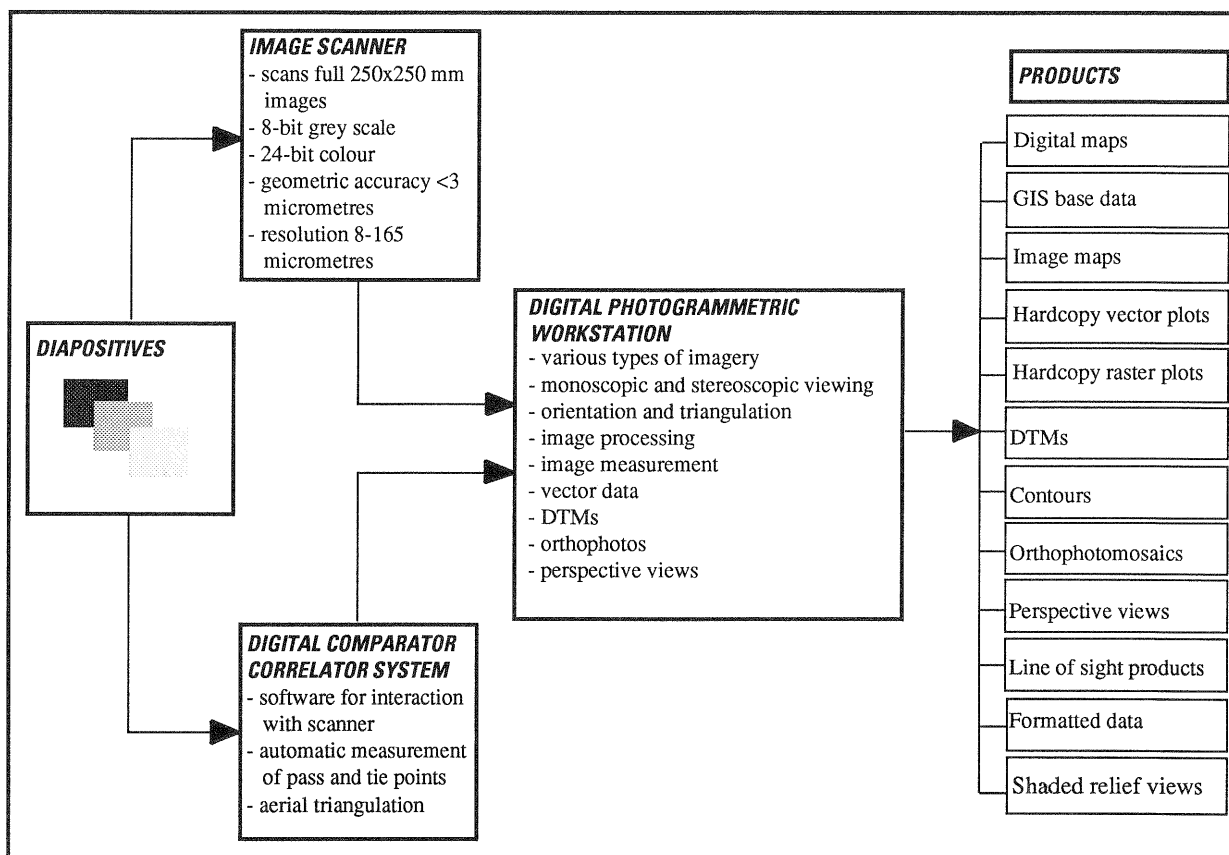 IMAGE SCANNER
- scans full 250x250 mm
images
- 8-bit grey scale
- 24-bit colour
- geometric accuracy <3
micrometres
- resolution 8-165
micrometres
DIAPOSITIVES
DIGITAL COMPARATOR
CORRELATOR SYSTEM
- software for interaction
with scanner
- automatic measurement
of pass and tie points
- aerial triangulation
DIGITAL PHOTOGRAMMETRIC
WORKSTATION
- various types of imagery
- monoscopic and stereoscopic viewing
- orientation and triangulation
- image processing
- image measurement
- vector data
- DTMs
- orthophotos
- perspective views
PRODUCTS
Digital maps
GIS base data
Image maps
Hardcopy vector plots
Hardcopy raster plots
DTMs
Contours
Orthophotomosaics
Perspective views
Line of sight products
Formatted data
Shaded relief views